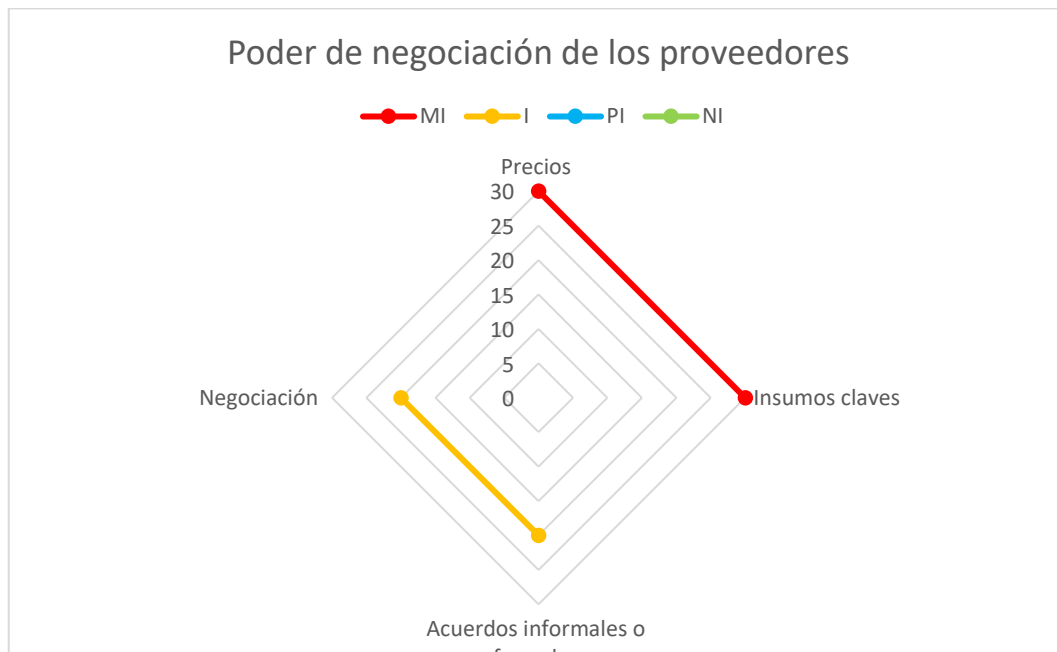 Poder de negociación de los proveedores
MI I PI NI
Precios
30
25
20
15
10
5
0
Negociación
Insumos claves
Acuerdos informales o